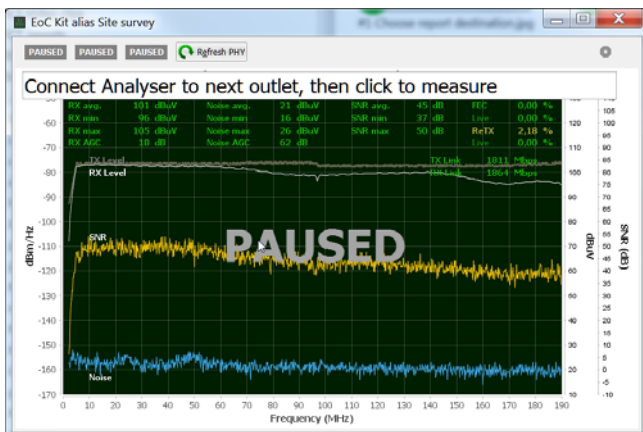 EoC Kit alias Site survey
#1 Choose report destination.jpg
PAUSED PAUSED PAUSED Refresh PHY
Connect Analyser to next outlet, then click to measure
RX avg. 101 dBuV Noise avg. 21 dBuV SNR avg. 45 dB FEC 0,00 %
RX min 96 dBuV Noise min 16 dBuV SNR min 37 dB Live 0,00 %
RX max 105 dBuV Noise max 26 dBuV SNR max 50 dB ReTX 2,18 %
RX AGC 18 dB Noise AGC 62 dB Live 0,00 %
TX Level TX Link 1811 Mbps
RX Level RX Link 1864 Mbps
SNR
PAUSED
Noise
dBm/Hz
-60
-70
-80
-90
-100
-110
-120
-130
-140
-150
-160
-170
0 10 20 30 40 50 60 70 80 90 100 110 120 130 140 150 160 170 180 190
Frequency (MHz)
110
100
90
80
70
60
50
40
30
20
10
dBuV
100
95
90
85
80
75
70
65
60
55
50
45
40
35
30
25
20
15
10
5
0
-5
-10
SNR (dB)